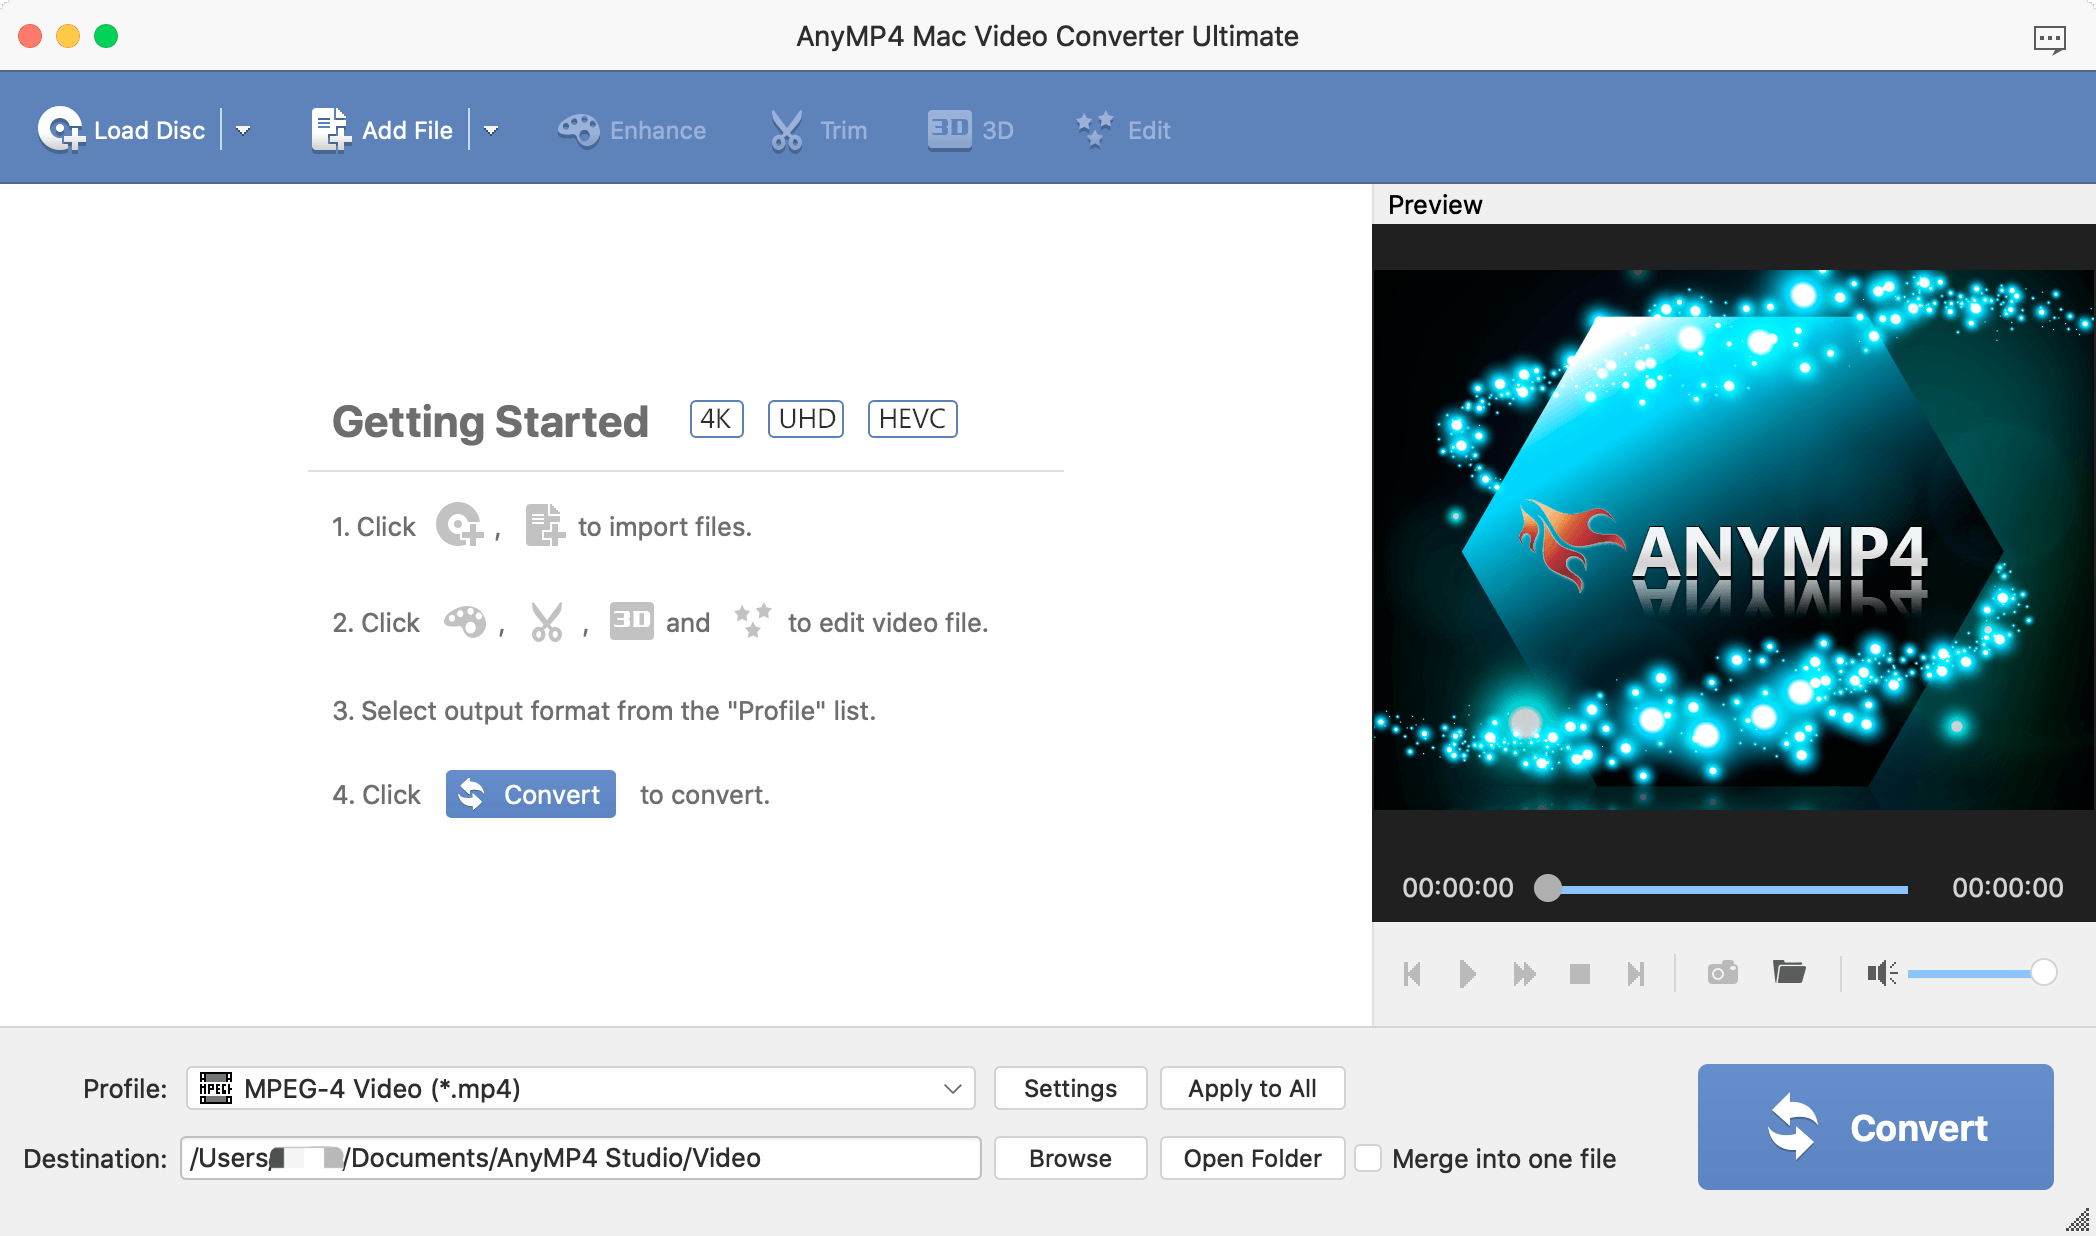 AnyMP4 Mac Video Converter Ultimate
Load Disc
Add File
Enhance
Trim
3D 3D
Edit
Preview
Getting Started 4K UHD HEVC
1. Click , to import files.
2. Click , , 3D and to edit video file.
3. Select output format from the "Profile" list.
4. Click Convert to convert.
ANYMP4
00:00:00 00:00:00
Profile: MPEG MPEG-4 Video (*.mp4) Settings Apply to All
Destination: /Users/ /Documents/AnyMP4 Studio/Video Browse Open Folder Merge into one file
Convert